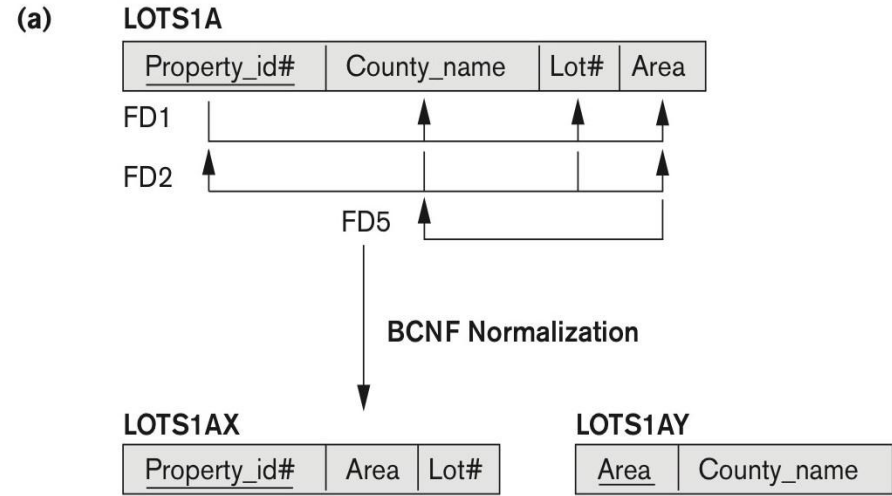 (a) LOTS1A
Property_id# County_name Lot# Area
FD1
FD2
FD5
BCNF Normalization
LOTS1AX LOTS1AY
Property_id# Area Lot# Area County_name